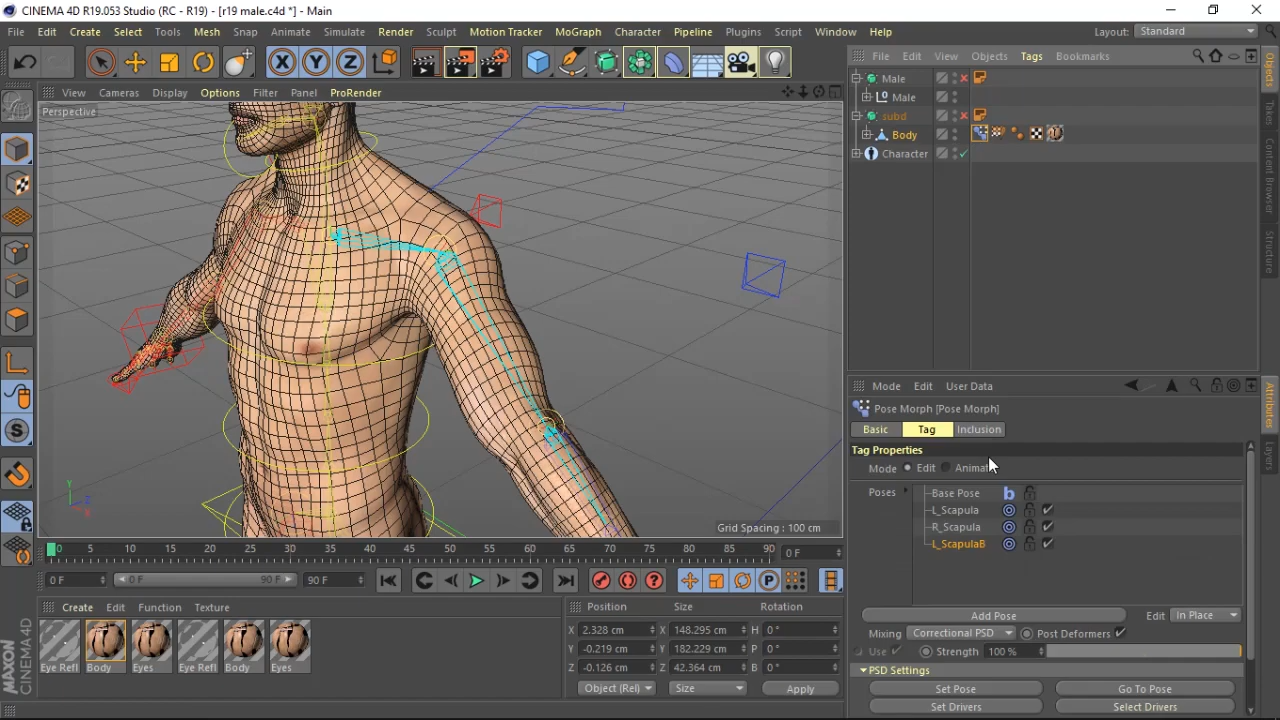 CINEMA 4D R19.053 Studio (RC - R19) - [r19 male.c4d *] - Main
File Edit Create Select Tools Mesh Snap Animate Simulate Render Sculpt Motion Tracker MoGraph Character Pipeline Plugins Script Window Help Layout: Standard
X Y Z
File Edit View Objects Tags Bookmarks
View Cameras Display Options Filter Panel ProRender
Perspective
Male
Male
subd
Body
Character
Objects
Takes
Content Browser
Structure
Mode Edit User Data
Pose Morph [Pose Morph]
Basic Tag Inclusion
Tag Properties
Mode Edit Animat
Poses Base Pose
L_Scapula
R_Scapula
L_ScapulaB
Attributes
Layers
Y Z X
Grid Spacing : 100 cm
0 5 10 15 20 25 30 35 40 45 50 55 60 65 70 75 80 85 90 0 F
0 F 0 F 90 F 90 F
Add Pose Edit In Place
Mixing Correctional PSD Post Deformers
Use Strength 100 %
PSD Settings
Set Pose Go To Pose
Set Drivers Select Drivers
Create Edit Function Texture
Eye Refl Body Eyes Eye Refl Body Eyes
Position Size Rotation
X 2.328 cm X 148.295 cm H 0 °
Y -0.219 cm Y 182.229 cm P 0 °
Z -0.126 cm Z 42.364 cm B 0 °
Object (Rel) Size Apply
MAXON
CINEMA 4D